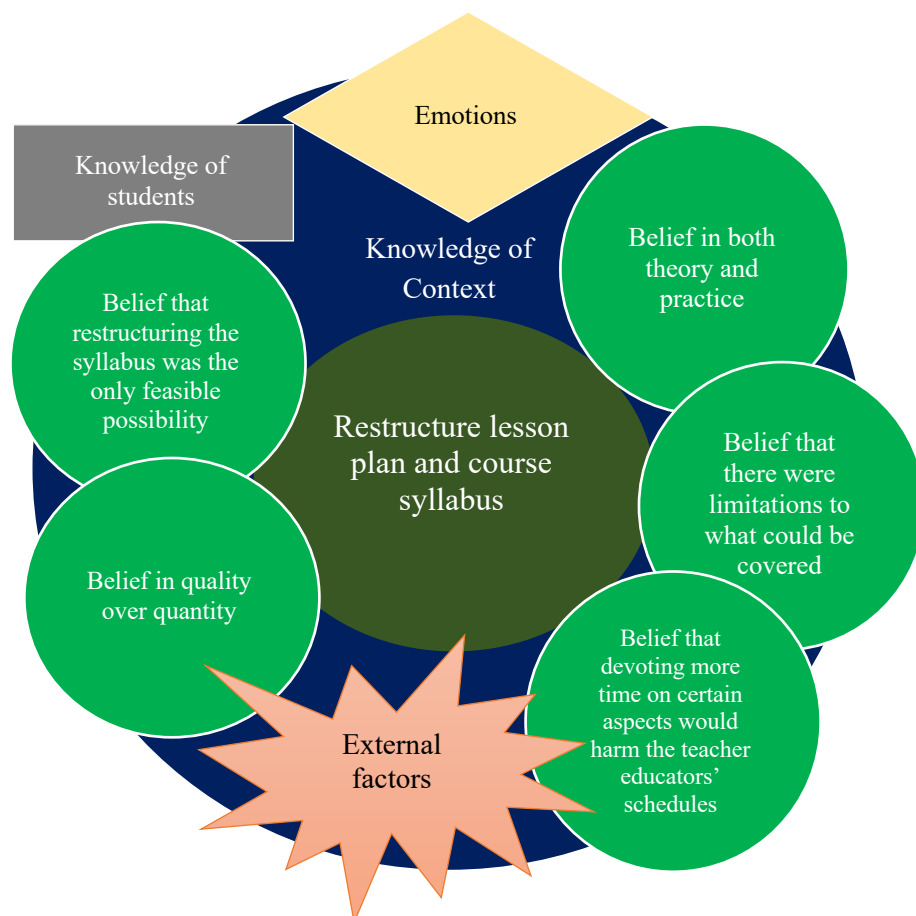 Emotions
Knowledge of
students
Knowledge of
Context
Belief in both
theory and
practice
Belief that
restructuring the
syllabus was the
only feasible
possibility
Restructure lesson
plan and course
syllabus
Belief that
there were
limitations to
what could be
covered
Belief in quality
over quantity
Belief that
devoting more
time on certain
aspects would
harm the teacher
educators’
schedules
External
factors